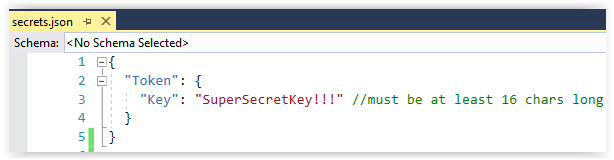 secrets.json
Schema: <No Schema Selected>
1 {
2 "Token": {
3 "Key": "SuperSecretKey!!!" //must be at least 16 chars long
4 }
5 }